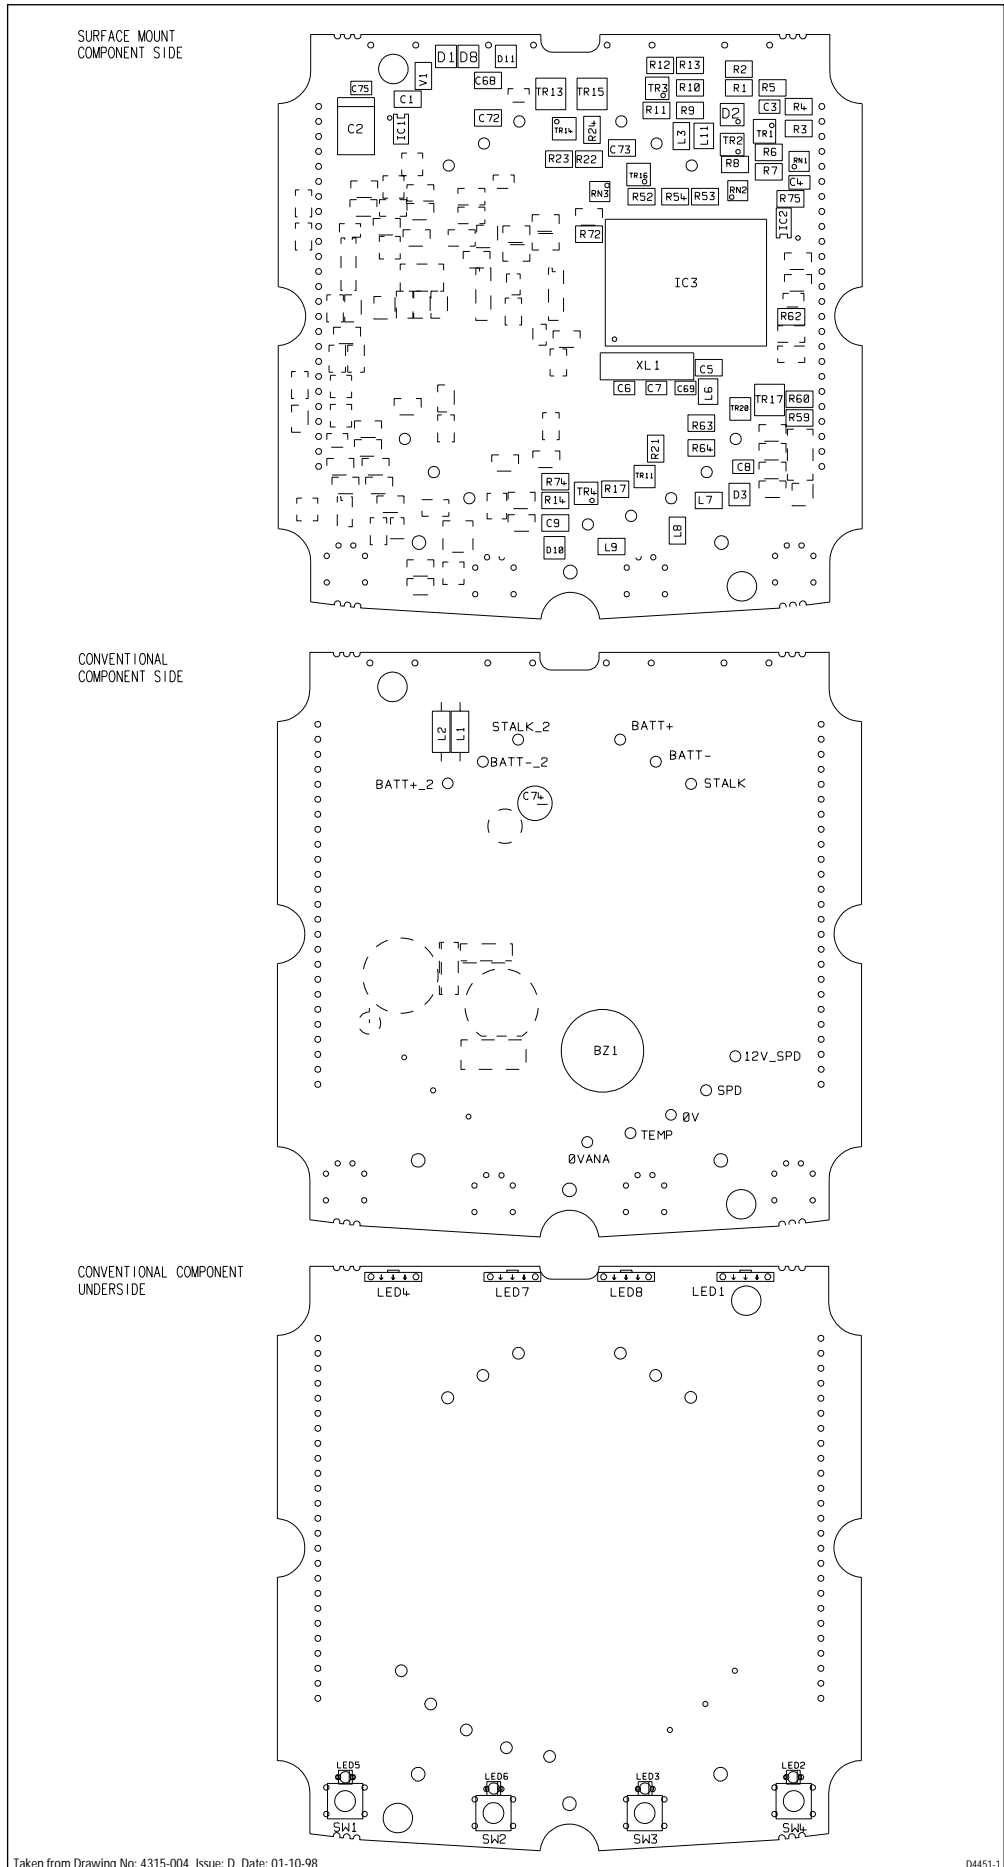 SURFACE MOUNT
COMPONENT SIDE
D1 D8 D11
R12 R13
R2
C75
V1
C68
TR13 TR15
TR3 R10
R1 R5
C1
C2
IC1
C72
TR14
R24
R11 R9
D2
C3 R4
L3 L11
TR1 R3
C73
TR2
R6
R23 R22
R8
RN1
R7
TR16
C4
RN3
R52 R54 R53
RN2
R75
IC2
R72
IC3
R62
XL1
C5
C6 C7 C69
L6
TR20 TR17 R60
R59
R63
R21
R64
C8
TR11
R74
R14
TR4 R17
L7 D3
C9
L8
D10 L9
CONVENTIONAL
COMPONENT SIDE
L2 L1
STALK_2
BATT+
BATT-_2
BATT-
BATT+_2
STALK
C74
BZ1
12V_SPD
SPD
0V
TEMP
0VANA
CONVENTIONAL COMPONENT
UNDERSIDE
LED4 LED7 LED8 LED1
LED5 LED6 LED3 LED2
SW1 SW2 SW3 SW4
Taken from Drawing No: 4315-004 Issue: D Date: 01-10-98
D4451-1